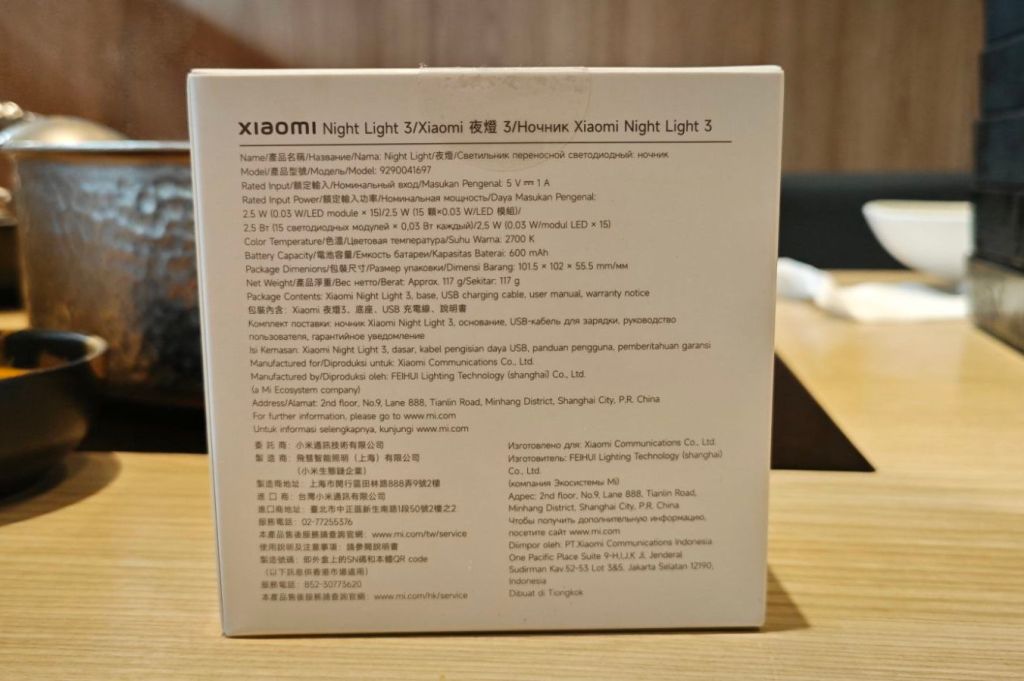 xiaomi Night Light 3/Xiaomi 夜燈 3/Ночник Xiaomi Night Light 3
Name/產品名稱/Название/Nama: Night Light/夜燈/Светильник переносной светодиодный: ночник
Model/產品型號/Модель/Model: 9290041697
Rated Input/額定輸入/Номинальный вход/Masukan Pengenal: 5 V ⎓ 1 A
Rated Input Power/額定輸入功率/Номинальная мощность/Daya Masukan Pengenal:
2.5 W (0.03 W/LED module × 15)/2.5 W (15 顆×0.03 W/LED 模組)/
2,5 Вт (15 светодиодных модулей × 0,03 Вт каждый)/2,5 W (0,03 W/modul LED × 15)
Color Temperature/色溫/Цветовая температура/Suhu Warna: 2700 K
Battery Capacity/電池容量/Емкость батареи/Kapasitas Baterai: 600 mAh
Package Dimenions/包裝尺寸/Размер упаковки/Dimensi Barang: 101.5 × 102 × 55.5 mm/мм
Net Weight/產品淨重/Вес нетто/Berat: Approx. 117 g/Sekitar: 117 g
Package Contents: Xiaomi Night Light 3, base, USB charging cable, user manual, warranty notice
包裝內含: Xiaomi 夜燈3、底座、USB 充電線、說明書
Комплект поставки: ночник Xiaomi Night Light 3, основание, USB-кабель для зарядки, руководство
пользователя, гарантийное уведомление
Isi Kemasan: Xiaomi Night Light 3, dasar, kabel pengisian daya USB, panduan pengguna, pemberitahuan garansi
Manufactured for/Diproduksi untuk: Xiaomi Communications Co., Ltd.
Manufactured by/Diproduksi oleh: FEIHUI Lighting Technology (shanghai) Co., Ltd.
(a Mi Ecosystem company)
Address/Alamat: 2nd floor, No.9, Lane 888, Tianlin Road, Minhang District, Shanghai City, P.R. China
For further information, please go to www.mi.com
Untuk informasi selengkapnya, kunjungi www.mi.com
委 託 商: 小米通訊技術有限公司
製 造 商: 飛慧智能照明（上海）有限公司
（小米生態鏈企業）
製造商地址: 上海市閔行區田林路888弄9號2樓
進 口 商: 台灣小米通訊有限公司
進口商地址: 臺北市中正區新生南路1段50號2樓之2
服務電話: 02-77255376
本產品售後服務請查詢官網: www.mi.com/tw/service
使用說明及注意事項: 請參閱說明書
製造號碼: 即外盒上的SN碼和本體QR code
（以下訊息供香港市場適用）
服務電話: 852-30773620
本產品售後服務請查詢官網: www.mi.com/hk/service
Изготовлено для: Xiaomi Communications Co., Ltd.
Изготовитель: FEIHUI Lighting Technology (shanghai)
Co., Ltd.
(компания Экосистемы Mi)
Адрес: 2nd floor, No.9, Lane 888, Tianlin Road,
Minhang District, Shanghai City, P.R. China
Чтобы получить дополнительную информацию,
посетите сайт www.mi.com
Diimpor oleh: PT.Xiaomi Communications Indonesia
One Pacific Place Suite 9-H,I,J,K Jl. Jenderal
Sudirman Kav.52-53 Lot 3&5, Jakarta Selatan 12190,
Indonesia
Dibuat di Tiongkok